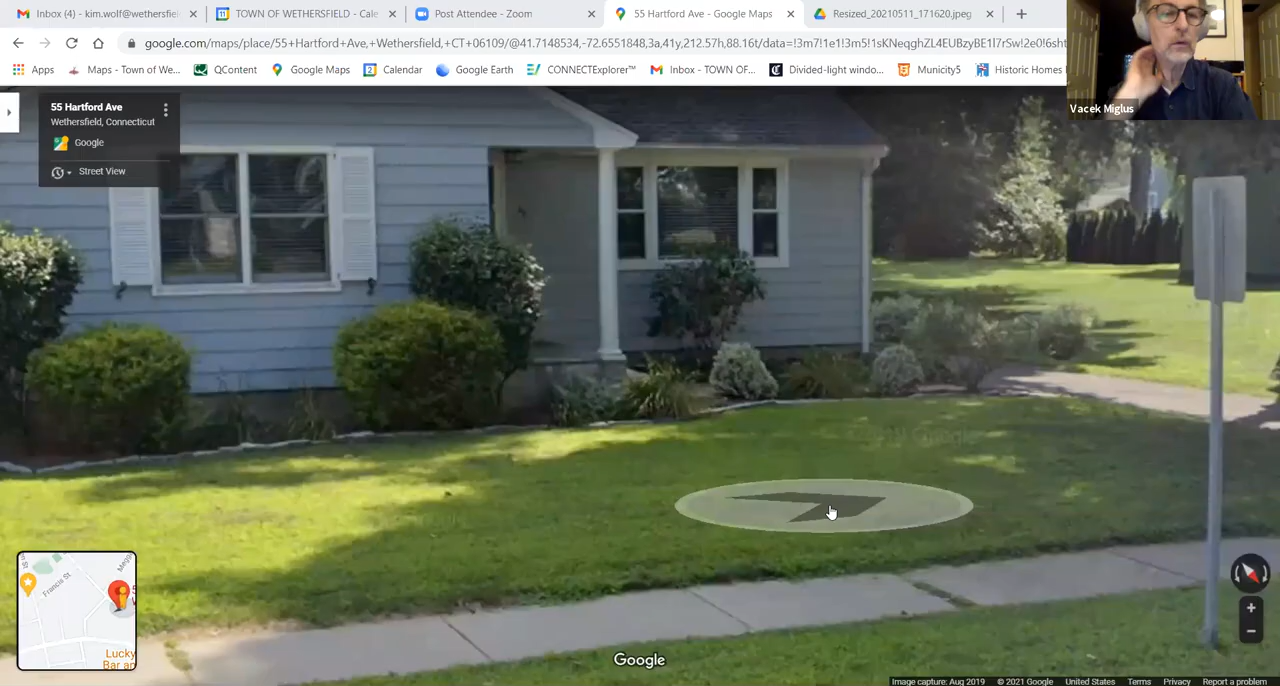 Inbox (4) - kim.wolf@wethersfiel
TOWN OF WETHERSFIELD - Cale
Post Attendee - Zoom
55 Hartford Ave - Google Maps
Resized_20210511_171620.jpeg
google.com/maps/place/55+Hartford+Ave,+Wethersfield,+CT+06109/@41.7148534,-72.6551848,3a,41y,212.57h,88.16t/data=!3m7!1e1!3m5!1sKNeqghZL4EUBzyBE1l7rSw!2e0!6sht
Apps
Maps - Town of We...
QContent
Google Maps
Calendar
Google Earth
CONNECTExplorer™
Inbox - TOWN OF...
Divided-light windo...
Municity5
Historic Homes
Vacek Miglus
55 Hartford Ave
Wethersfield, Connecticut
Google
Street View
Francis St
Lucky
Bar an
Google
Image capture: Aug 2019 © 2021 Google United States Terms Privacy Report a problem